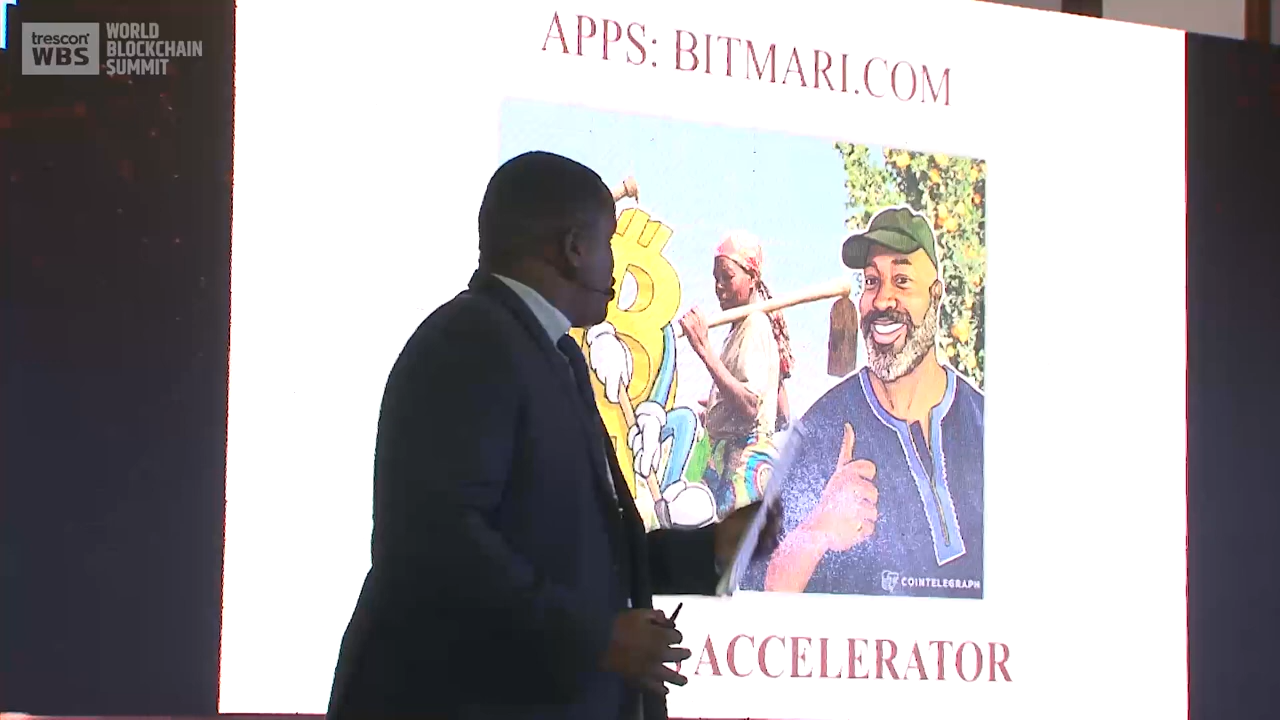 trescon
WBS
WORLD
BLOCKCHAIN
SUMMIT
APPS: BITMARI.COM
COINTELEGRAPH
ACCELERATOR